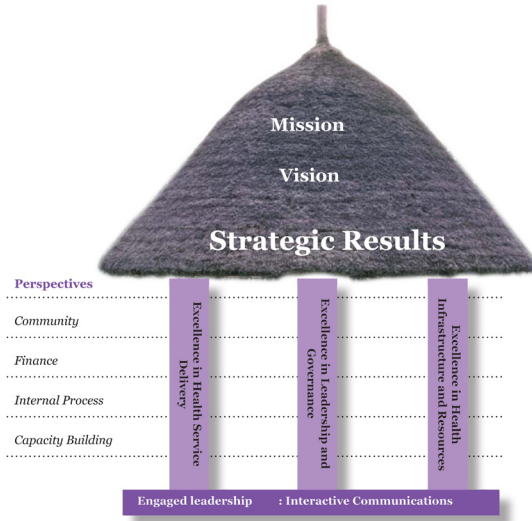 Mission
Vision
Strategic Results
Perspectives
Community
Finance
Internal Process
Capacity Building
Excellence in Health Service
Delivery
Excellence in Leadership and
Governance
Excellence in Health
Infrastructure and Resources
Engaged leadership : Interactive Communications